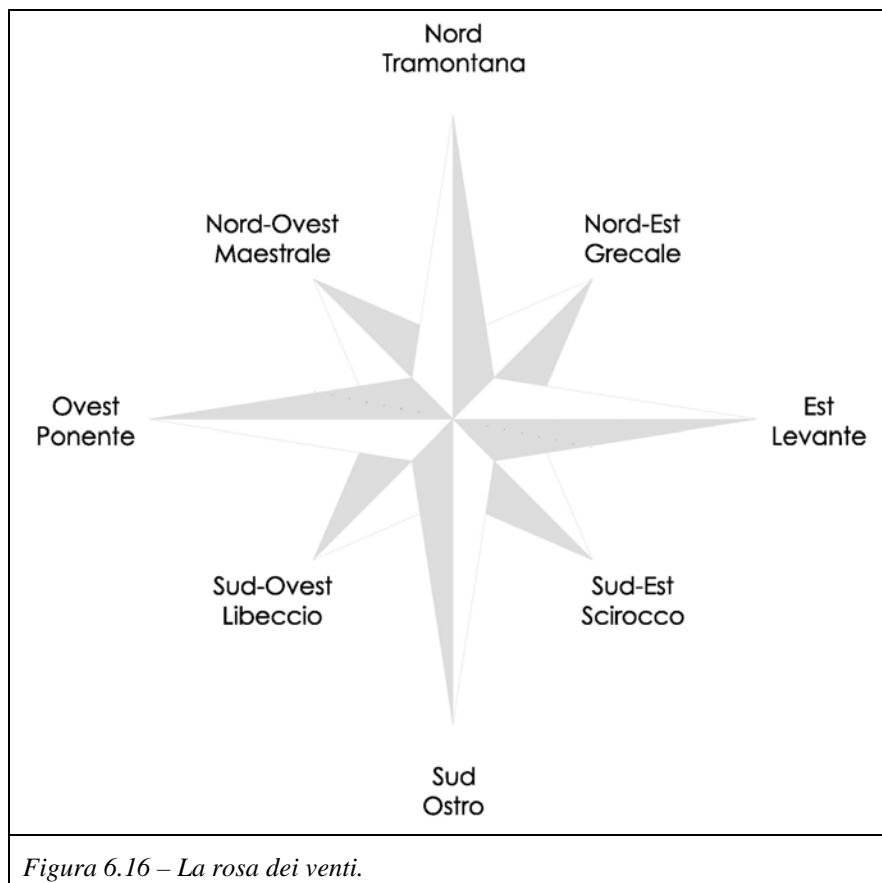 Nord
Tramontana
Nord-Ovest
Maestrale
Nord-Est
Grecale
Ovest
Ponente
Est
Levante
Sud-Ovest
Libeccio
Sud-Est
Scirocco
Sud
Ostro
Figura 6.16 – La rosa dei venti.